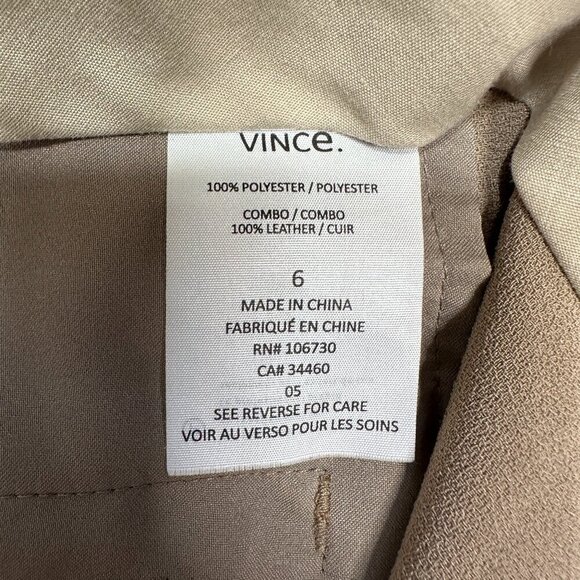 VINCe.
100% POLYESTER / POLYESTER
COMBO / COMBO
100% LEATHER / CUIR
6
MADE IN CHINA
FABRIQUÉ EN CHINE
RN# 106730
CA# 34460
05
SEE REVERSE FOR CARE
VOIR AU VERSO POUR LES SOINS